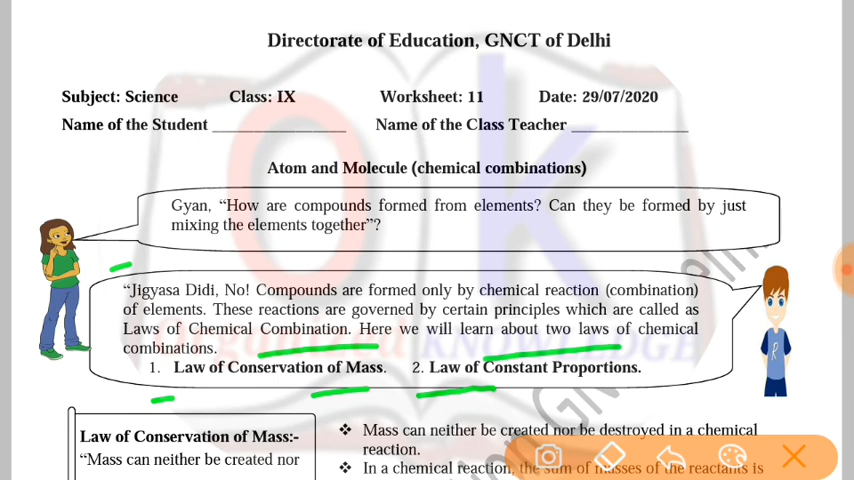 Directorate of Education, GNCT of Delhi
Subject: Science Class: IX Worksheet: 11 Date: 29/07/2020
Name of the Student _________________ Name of the Class Teacher _______________
Atom and Molecule (chemical combinations)
Gyan, “How are compounds formed from elements? Can they be formed by just
mixing the elements together”?
“Jigyasa Didi, No! Compounds are formed only by chemical reaction (combination)
of elements. These reactions are governed by certain principles which are called as
Laws of Chemical Combination. Here we will learn about two laws of chemical
combinations.
1. Law of Conservation of Mass. 2. Law of Constant Proportions.
R
Law of Conservation of Mass:-
“Mass can neither be created nor
❖ Mass can neither be created nor be destroyed in a chemical
reaction.
❖ In a chemical reaction, the sum of masses of the reactants is
ok
KNOWLEDGE